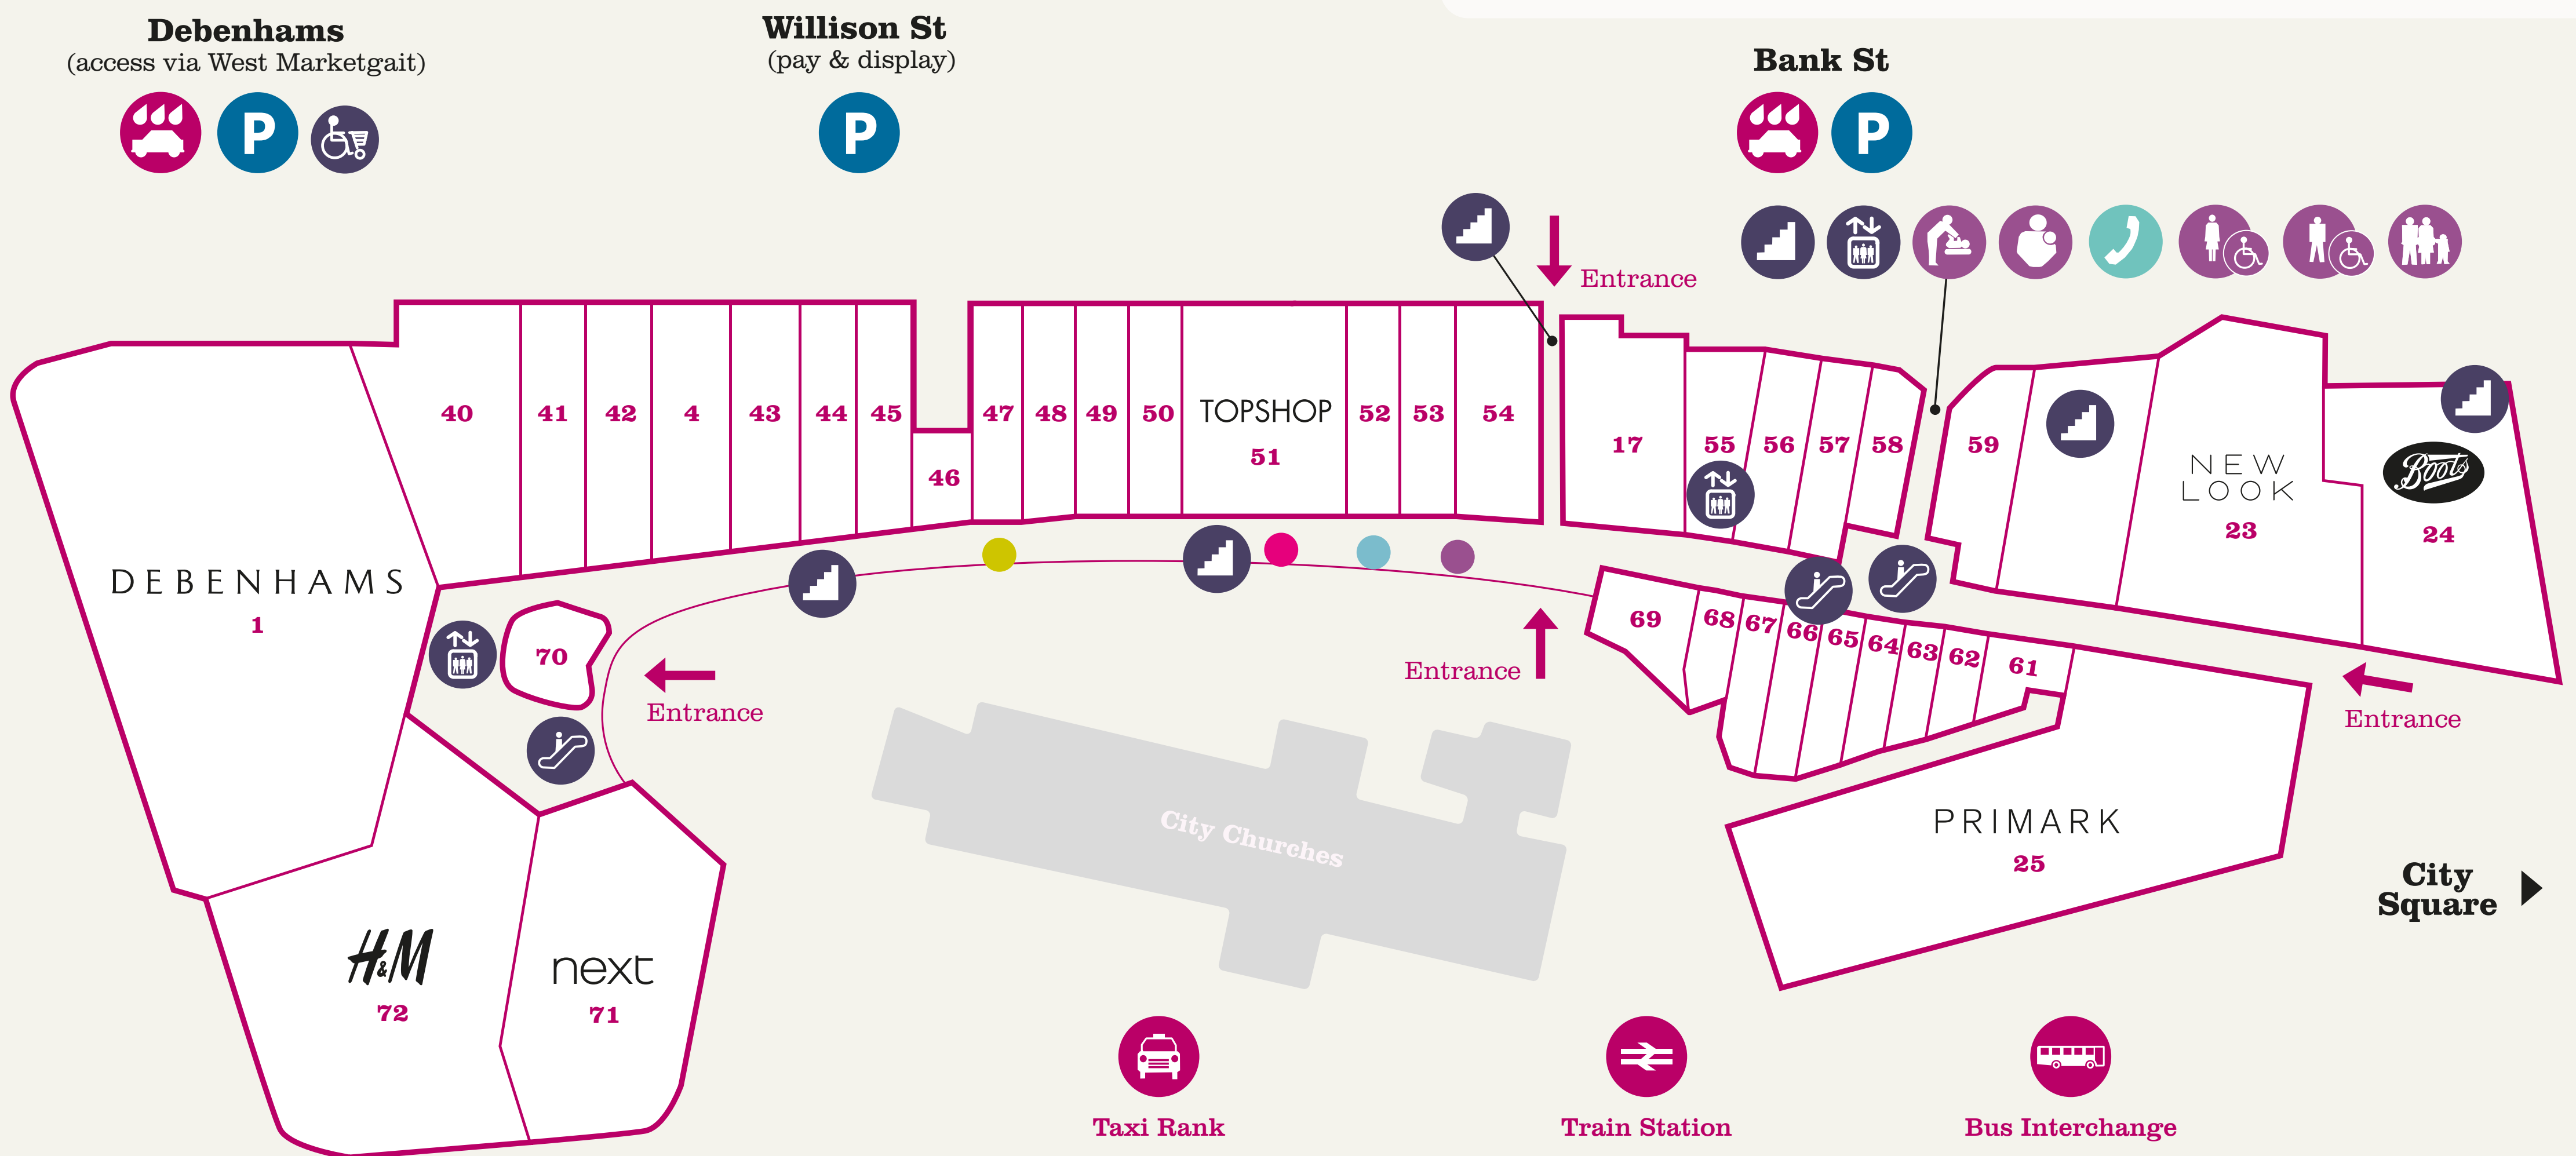 Debenhams
(access via West Marketgait)
P
Willison St
(pay & display)
P
Bank St
P
Entrance
40
41
42
4
43
44
45
46
47
48
49
50
TOPSHOP
51
52
53
54
17
55
56
57
58
59
NEW
LOOK
23
Boots
24
DEBENHAMS
1
70
Entrance
Entrance
69
68
67
66
65
64
63
62
61
Entrance
City Churches
PRIMARK
25
City
Square
H&M
72
next
71
Taxi Rank
Train Station
Bus Interchange